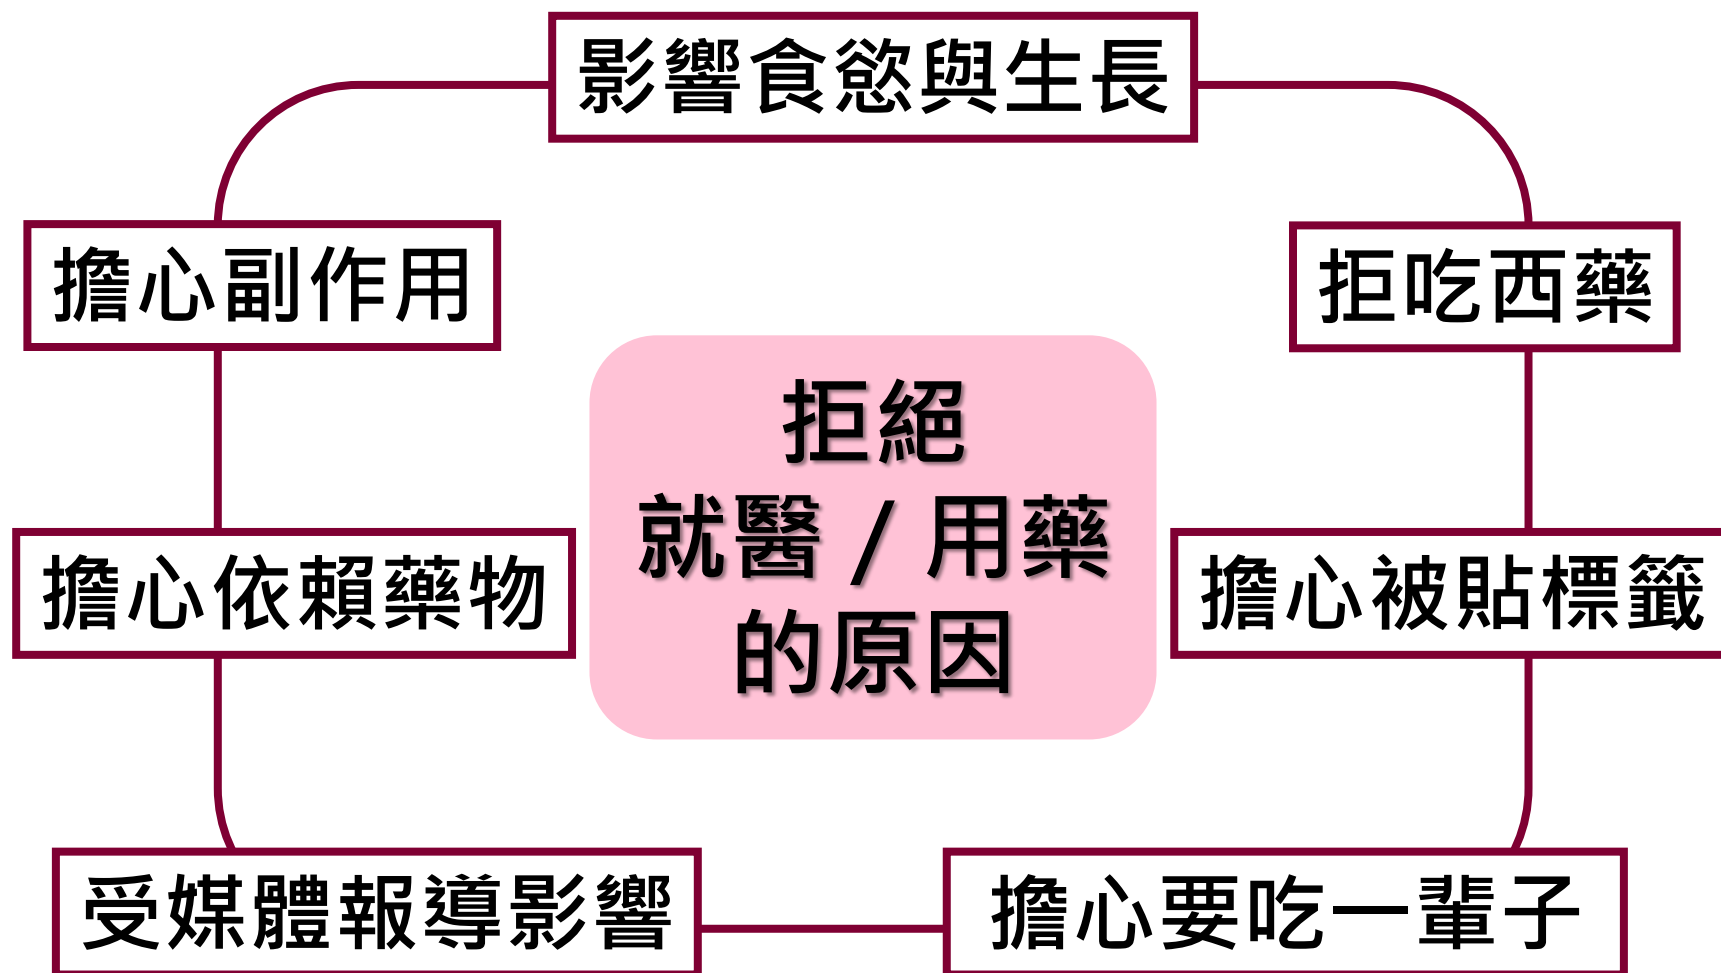 影響食慾與生長
擔心副作用
拒吃西藥
拒絕
就醫/用藥
的原因
擔心依賴藥物
擔心被貼標籤
受媒體報導影響
擔心要吃一輩子